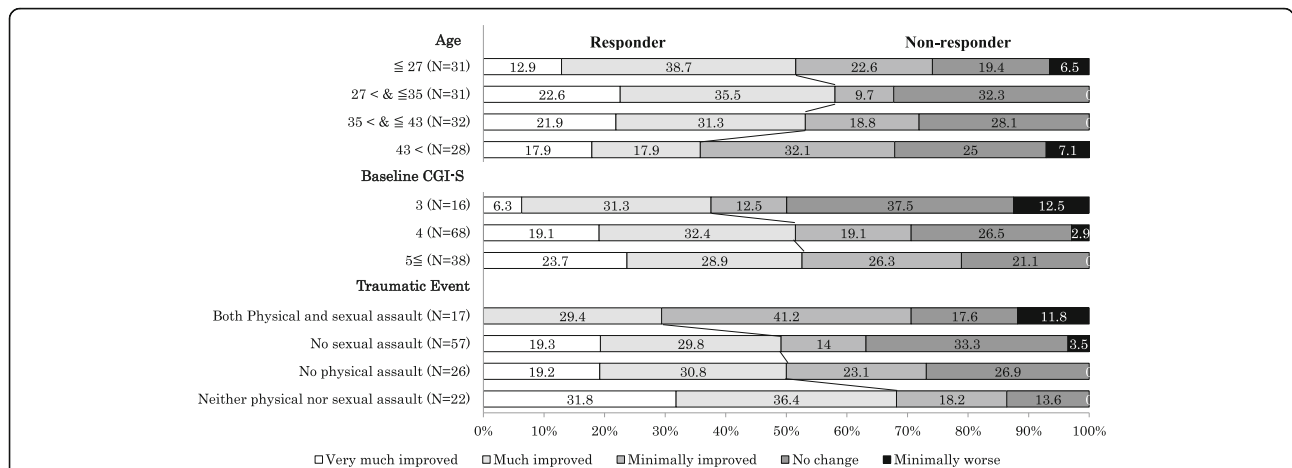 Age Responder Non-responder
≦ 27 (N=31) 12.9 38.7 22.6 19.4 6.5
27 < & ≦35 (N=31) 22.6 35.5 9.7 32.3 0
35 < & ≦ 43 (N=32) 21.9 31.3 18.8 28.1 0
43 < (N=28) 17.9 17.9 32.1 25 7.1
Baseline CGI-S
3 (N=16) 6.3 31.3 12.5 37.5 12.5
4 (N=68) 19.1 32.4 19.1 26.5 2.9
5≦ (N=38) 23.7 28.9 26.3 21.1 0
Traumatic Event
Both Physical and sexual assault (N=17) 29.4 41.2 17.6 11.8
No sexual assault (N=57) 19.3 29.8 14 33.3 3.5
No physical assault (N=26) 19.2 30.8 23.1 26.9 0
Neither physical nor sexual assault (N=22) 31.8 36.4 18.2 13.6 0
0% 10% 20% 30% 40% 50% 60% 70% 80% 90% 100%
Very much improved Much improved Minimally improved No change Minimally worse